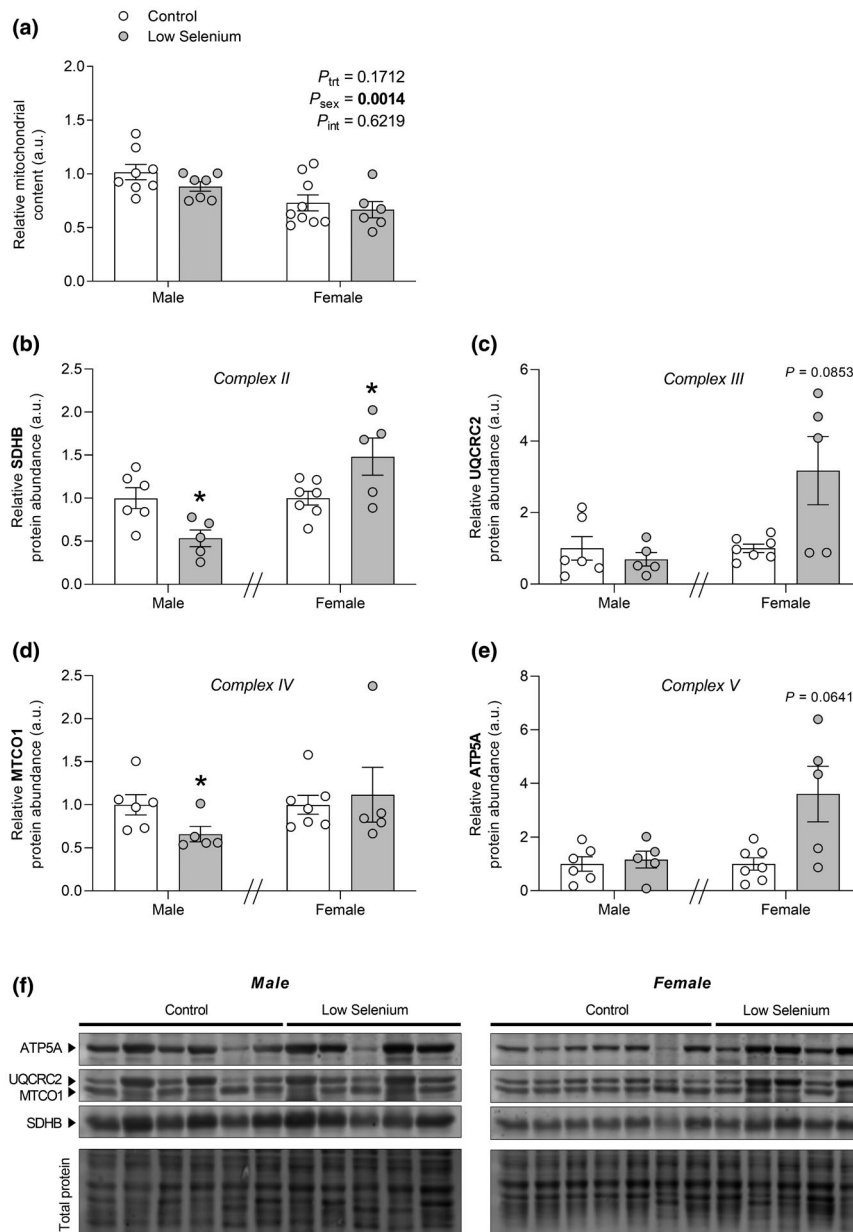 (a)
Control
Low Selenium
Relative mitochondrial
content (a.u.)
2.0
1.5
1.0
0.5
0.0
P trt = 0.1712
P sex = 0.0014
P int = 0.6219
Male
Female
(b)
Relative SDHB
protein abundance (a.u.)
2.5
2.0
1.5
1.0
0.5
0.0
Complex II
*
*
Male
//
Female
(c)
Relative UQCRC2
protein abundance (a.u.)
6
4
2
0
Complex III
P = 0.0853
Male
//
Female
(d)
Relative MTCO1
protein abundance (a.u.)
2.5
2.0
1.5
1.0
0.5
0.0
Complex IV
*
Male
//
Female
(e)
Relative ATP5A
protein abundance (a.u.)
8
6
4
2
0
Complex V
P = 0.0641
Male
//
Female
(f)
Male
Female
Control
Low Selenium
Control
Low Selenium
ATP5A
UQCRC2
MTCO1
SDHB
Total protein